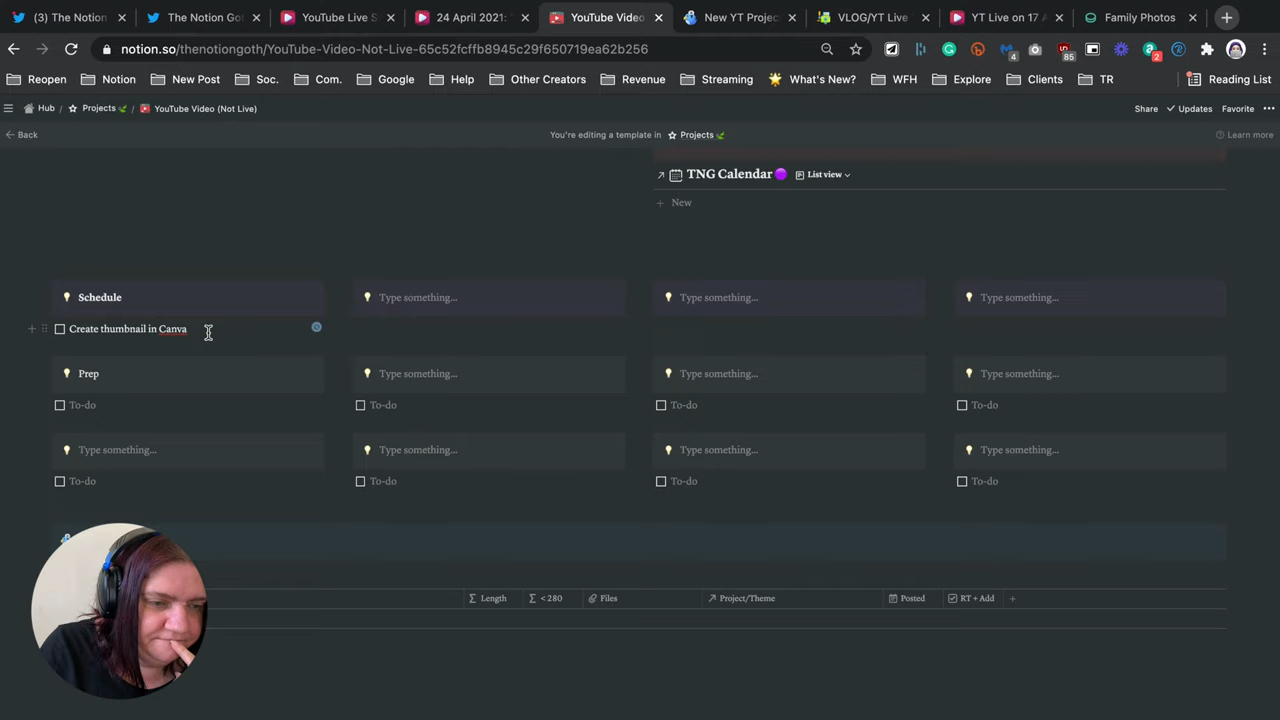 (3) The Notion
The Notion Got
YouTube Live S
24 April 2021:
YouTube Video
New YT Projec
VLOG/YT Live
YT Live on 17 A
Family Photos
notion.so/thenotiongoth/YouTube-Video-Not-Live-65c52fcffb8945c29f650719ea62b256
4
85
2
Reopen
Notion
New Post
Soc.
Com.
Google
Help
Other Creators
Revenue
Streaming
What's New?
WFH
Explore
Clients
TR
Reading List
Hub / Projects / YouTube Video (Not Live)
Share
Updates
Favorite
Back
You're editing a template in Projects
Learn more
TNG Calendar
List view
New
Schedule
Type something...
Type something...
Type something...
Create thumbnail in Canva
Prep
Type something...
Type something...
Type something...
To-do
To-do
To-do
To-do
Type something...
Type something...
Type something...
Type something...
To-do
To-do
To-do
To-do
Length
< 280
Files
Project/Theme
Posted
RT + Add